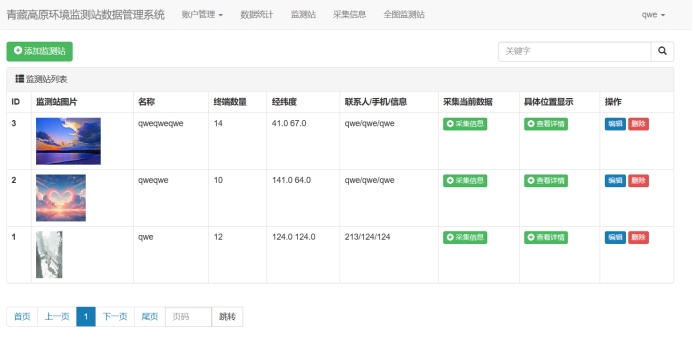 青藏高原环境监测站数据管理系统 账户管理 数据统计 监测站 采集信息 全图监测站 qwe
添加监测站 关键字
监测站列表
ID 监测站图片 名称 终端数量 经纬度 联系人/手机/信息 采集当前数据 具体位置显示 操作
3 qweqweqwe 14 41.0 67.0 qwe/qwe/qwe 采集信息 查看详情 编辑 删除
2 qweqwe 10 141.0 64.0 qwe/qwe/qwe 采集信息 查看详情 编辑 删除
1 qwe 12 124.0 124.0 213/124/124 采集信息 查看详情 编辑 删除
首页 上一页 1 下一页 尾页 页码 跳转